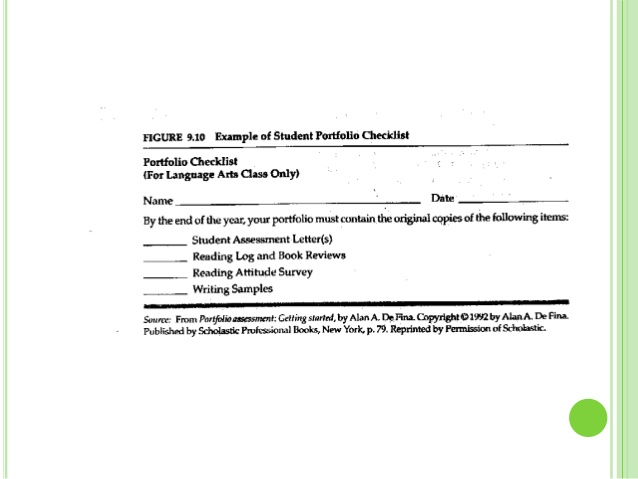 FIGURE 9.10 Example of Student Portfolio Checklist
Portfolio Checklist
(For Language Arts Class Only)
Name Date
By the end of the year, your portfolio must contain the original copies of the following items:
Student Assessment Letter(s)
Reading Log and Book Reviews
Reading Attitude Survey
Writing Samples
Source: From Portfolio assessment: Getting started, by Alan A. De Fina. Copyright © 1992 by Alan A. De Fina.
Published by Scholastic Professional Books, New York, p. 79. Reprinted by Permission of Scholastic.